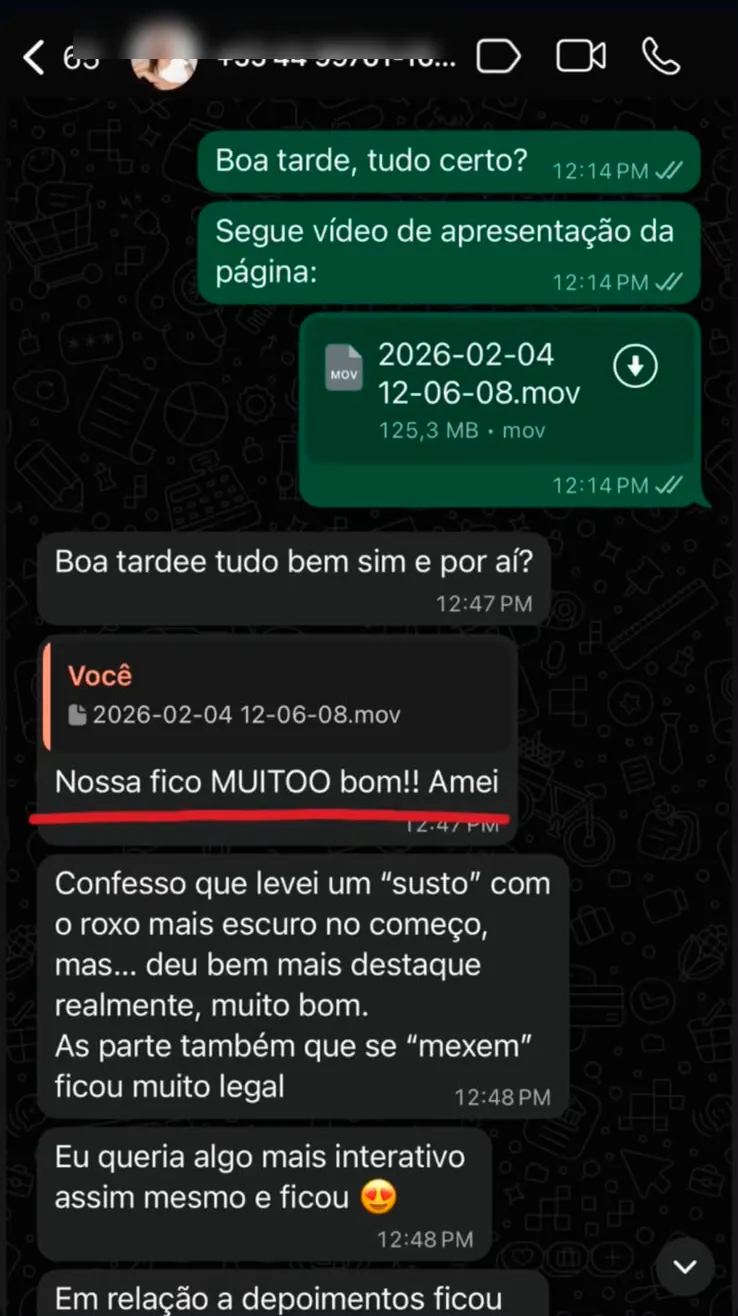 Boa tarde, tudo certo?
12:14 PM
Segue vídeo de apresentação da
página:
12:14 PM
MOV
2026-02-04
12-06-08.mov
125,3 MB • mov
12:14 PM
Boa tardee tudo bem sim e por aí?
12:47 PM
Você
2026-02-04 12-06-08.mov
Nossa fico MUITOO bom!! Amei
12:47 PM
Confesso que levei um “susto” com
o roxo mais escuro no começo,
mas... deu bem mais destaque
realmente, muito bom.
As parte também que se “mexem”
ficou muito legal
12:48 PM
Eu queria algo mais interativo
assim mesmo e ficou 😍
12:48 PM
Em relação a depoimentos ficou